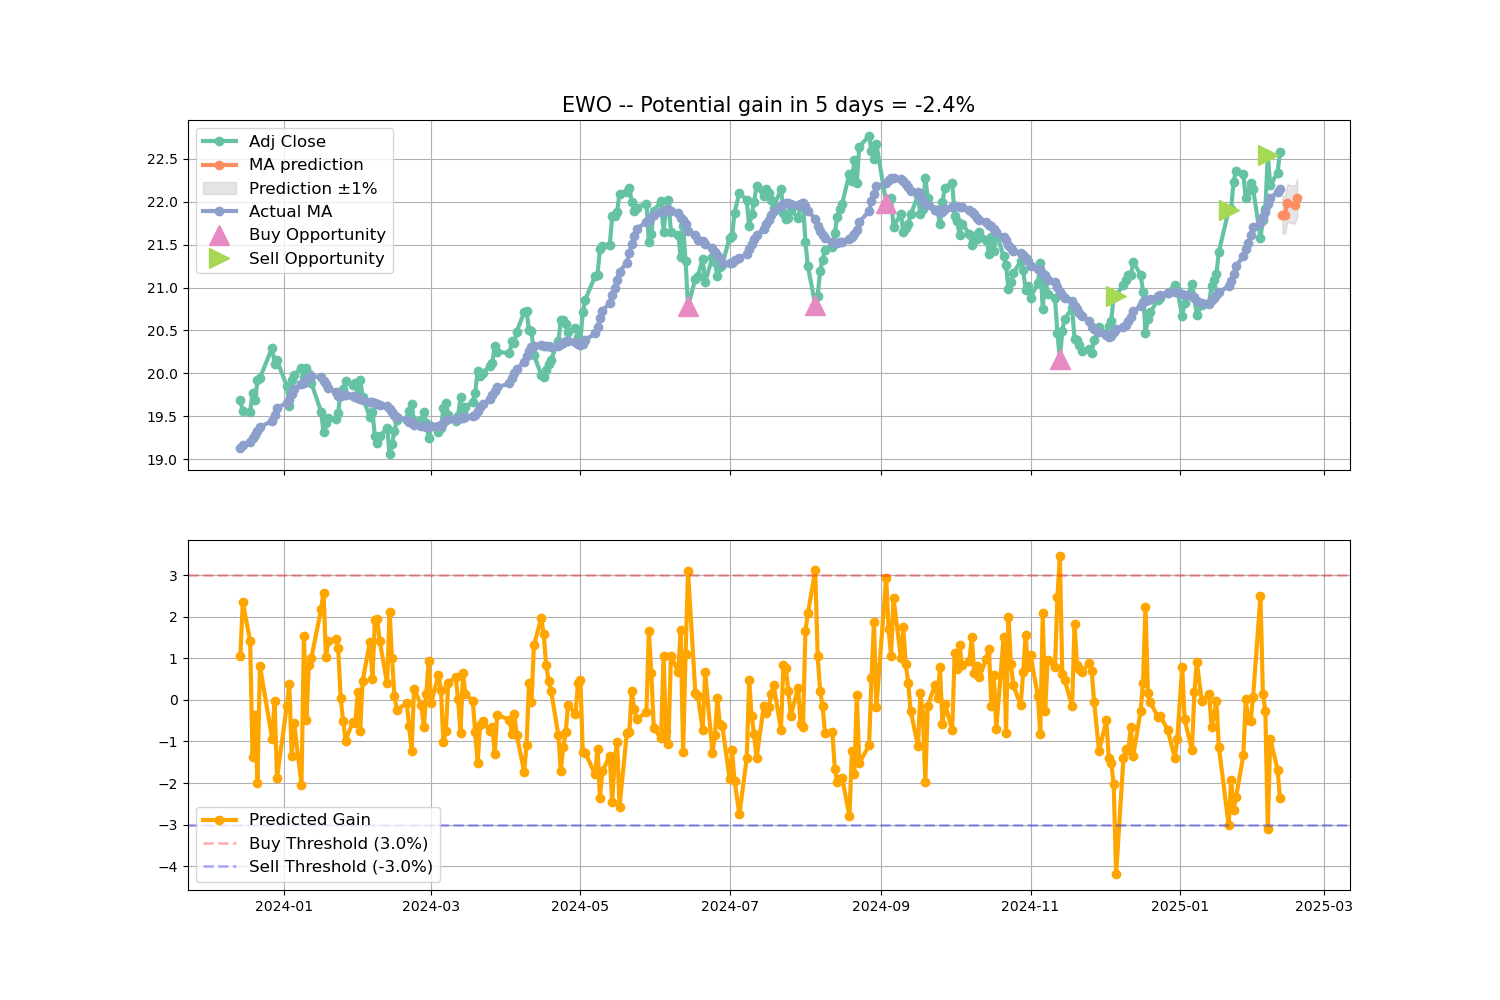 EWO -- Potential gain in 5 days = -2.4%
Adj Close
MA prediction
Prediction ±1%
Actual MA
Buy Opportunity
Sell Opportunity
22.5
22.0
21.5
21.0
20.5
20.0
19.5
19.0
3
2
1
0
−1
−2
−3
−4
Predicted Gain
Buy Threshold (3.0%)
Sell Threshold (-3.0%)
2024-01 2024-03 2024-05 2024-07 2024-09 2024-11 2025-01 2025-03